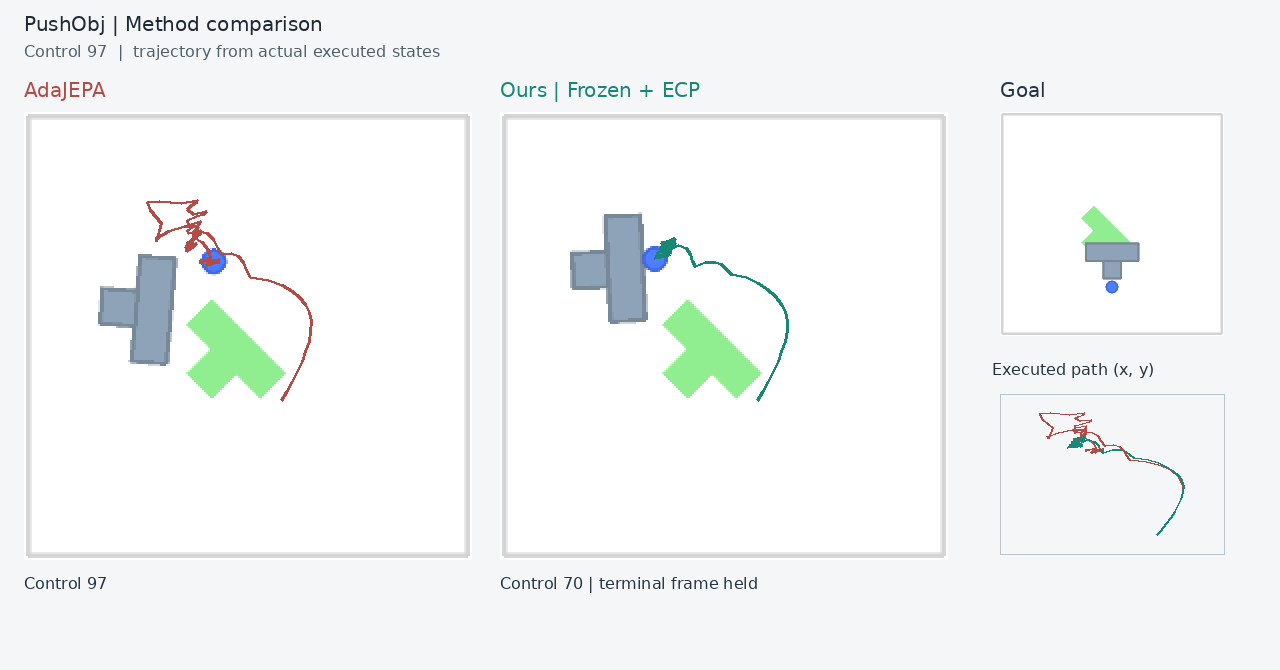 PushObj | Method comparison
Control 97  |  trajectory from actual executed states
AdaJEPA
Ours | Frozen + ECP
Goal
Executed path (x, y)
Control 97
Control 70 | terminal frame held